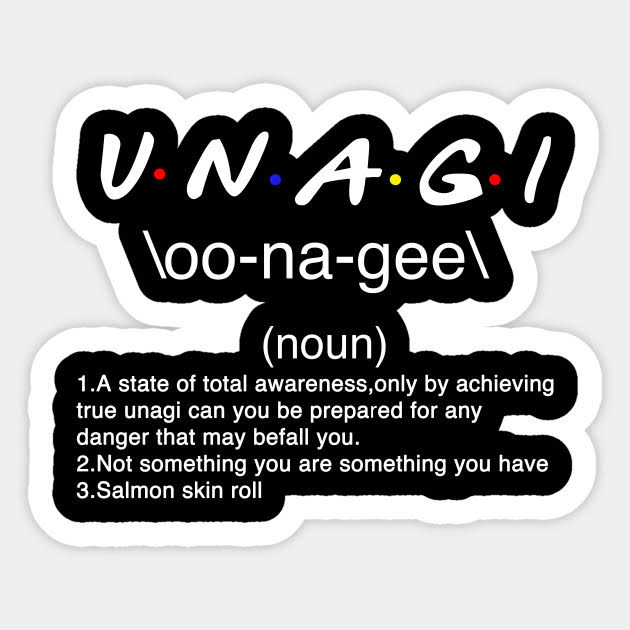 U·N·A·G·I
\oo-na-gee\
(noun)
1.A state of total awareness,only by achieving
true unagi can you be prepared for any
danger that may befall you.
2.Not something you are something you have
3.Salmon skin roll